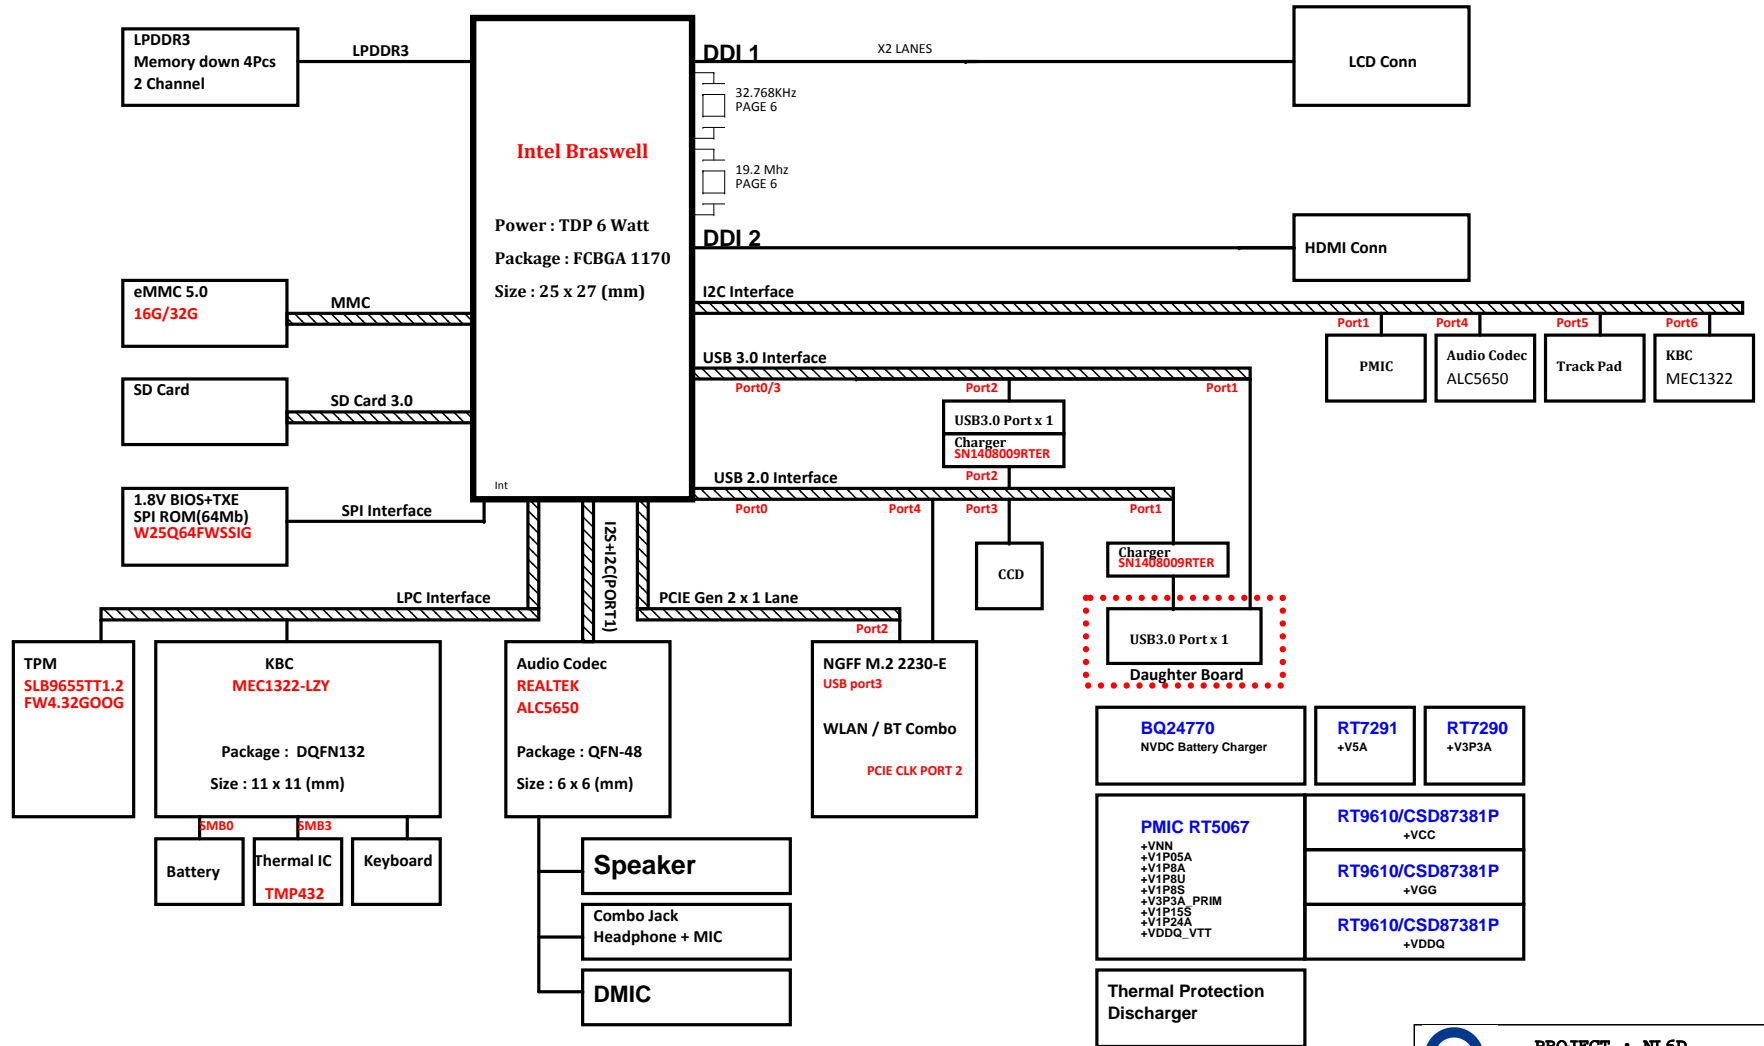 LPDDR3
Memory down 4Pcs
2 Channel
LPDDR3
Intel Braswell
Power : TDP 6 Watt
Package : FCBGA 1170
Size : 25 x 27 (mm)
Int
DDI 1
X2 LANES
LCD Conn
32.768KHz
PAGE 6
19.2 Mhz
PAGE 6
DDI 2
HDMI Conn
eMMC 5.0
16G/32G
MMC
I2C Interface
Port1
Port4
Port5
Port6
PMIC
Audio Codec
ALC5650
Track Pad
KBC
MEC1322
SD Card
SD Card 3.0
USB 3.0 Interface
Port0/3
Port2
Port1
USB3.0 Port x 1
Charger
SN1408009RTER
Port2
1.8V BIOS+TXE
SPI ROM(64Mb)
W25Q64FWSSIG
SPI Interface
USB 2.0 Interface
Port0
Port4
Port3
Port1
CCD
Charger
SN1408009RTER
USB3.0 Port x 1
Daughter Board
LPC Interface
I2S+I2C(PORT1)
PCIE Gen 2 x 1 Lane
Port2
TPM
SLB9655TT1.2
FW4.32GOOG
KBC
MEC1322-LZY
Package : DQFN132
Size : 11 x 11 (mm)
SMB0
SMB3
Battery
Thermal IC
TMP432
Keyboard
Audio Codec
REALTEK
ALC5650
Package : QFN-48
Size : 6 x 6 (mm)
Speaker
Combo Jack
Headphone + MIC
DMIC
NGFF M.2 2230-E
USB port3
WLAN / BT Combo
PCIE CLK PORT 2
BQ24770
NVDC Battery Charger
RT7291
+V5A
RT7290
+V3P3A
PMIC RT5067
+VNN
+V1P05A
+V1P8A
+V1P8U
+V1P8S
+V3P3A_PRIM
+V1P15S
+V1P24A
+VDDQ_VTT
RT9610/CSD87381P
+VCC
RT9610/CSD87381P
+VGG
RT9610/CSD87381P
+VDDQ
Thermal Protection
Discharger
PROJECT : NL6D